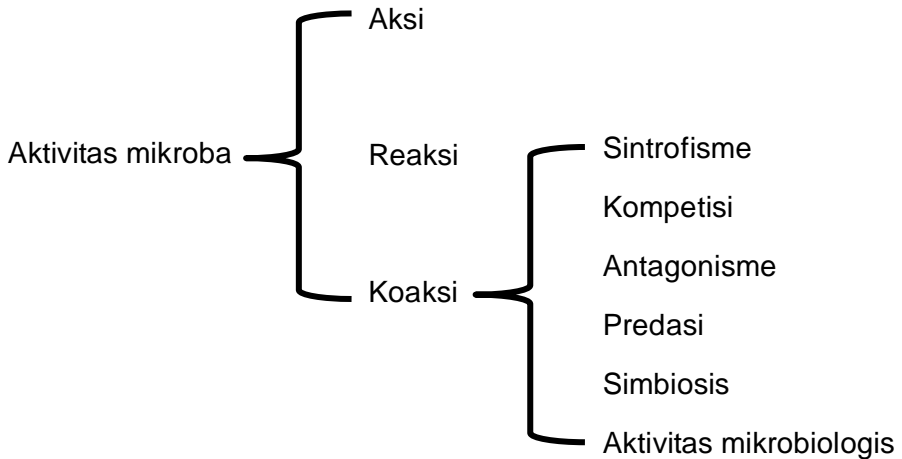 Aksi
Aktivitas mikroba
Reaksi
Koaksi
Sintrofisme
Kompetisi
Antagonisme
Predasi
Simbiosis
Aktivitas mikrobiologis